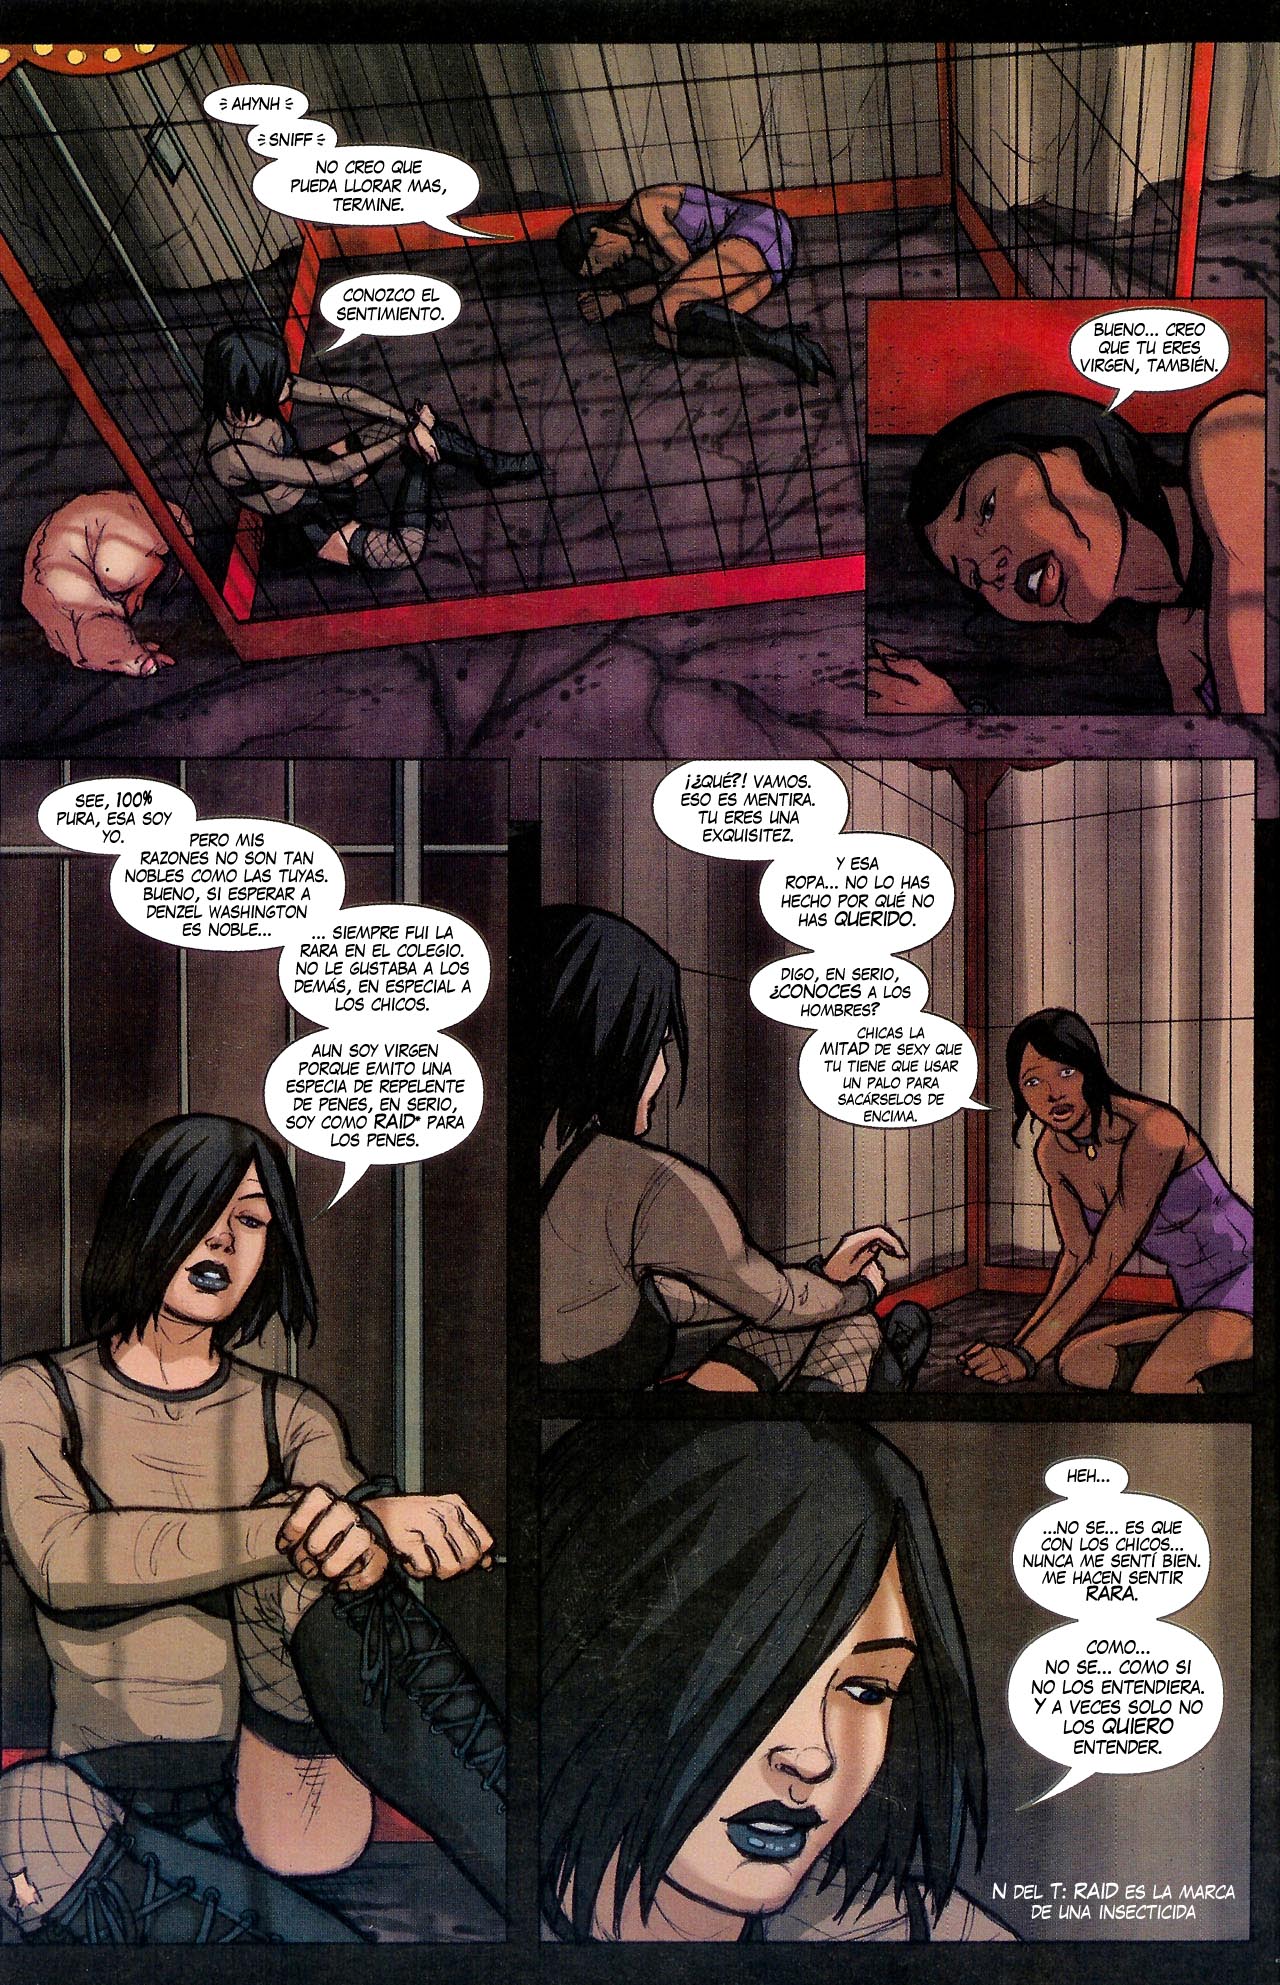 AHYNH
SNIFF
NO CREO QUE
PUEDA LLORAR MAS,
TERMINE.
CONOZCO EL
SENTIMIENTO.
BUENO... CREO
QUE TU ERES
VIRGEN, TAMBIÉN.
SEE, 100%
PURA, ESA SOY
YO.
PERO MIS
RAZONES NO SON TAN
NOBLES COMO LAS TUYAS.
BUENO, SI ESPERAR A
DENZEL WASHINGTON
ES NOBLE...
... SIEMPRE FUI LA
RARA EN EL COLEGIO.
NO LE GUSTABA A LOS
DEMÁS, EN ESPECIAL A
LOS CHICOS.
AUN SOY VIRGEN
PORQUE EMITO UNA
ESPECIA DE REPELENTE
DE PENES, EN SERIO,
SOY COMO RAID* PARA
LOS PENES.
¡¿QUÉ?! VAMOS.
ESO ES MENTIRA.
TU ERES UNA
EXQUISITEZ.
Y ESA
ROPA... NO LO HAS
HECHO POR QUÉ NO
HAS QUERIDO.
DIGO, EN SERIO,
¿CONOCES A LOS
HOMBRES?
CHICAS LA
MITAD DE SEXY QUE
TU TIENE QUE USAR
UN PALO PARA
SACÁRSELOS DE
ENCIMA.
HEH...
...NO SE... ES QUE
CON LOS CHICOS...
NUNCA ME SENTÍ BIEN.
ME HACEN SENTIR
RARA.
COMO...
NO SE... COMO SI
NO LOS ENTENDIERA.
Y A VECES SOLO NO
LOS QUIERO
ENTENDER.
N DEL T: RAID ES LA MARCA
DE UNA INSECTICIDA